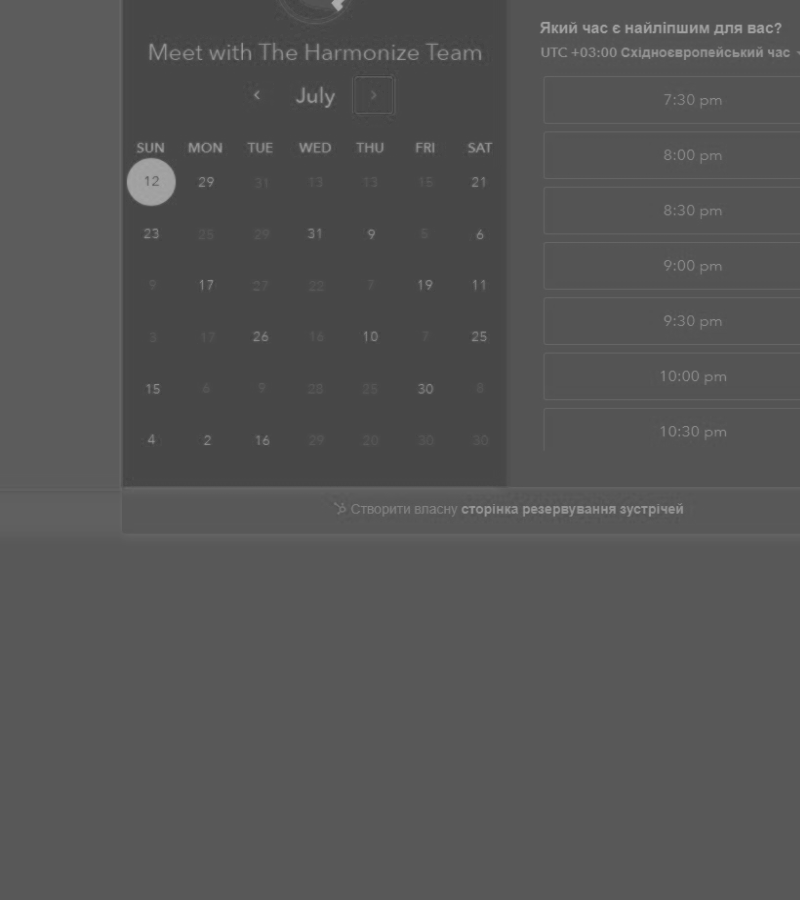 Meet with The Harmonize Team
July
SUN MON TUE WED THU FRI SAT
12 29 31 13 13 15 21
23 25 29 31 9 5 6
9 17 27 22 7 19 11
3 17 26 16 10 7 25
15 6 9 28 25 30 8
4 2 16 29 20 30 30
Який час є найліпшим для вас?
UTC +03:00 Східноєвропейський час
7:30 pm
8:00 pm
8:30 pm
9:00 pm
9:30 pm
10:00 pm
10:30 pm
Створити власну сторінка резервування зустрічей